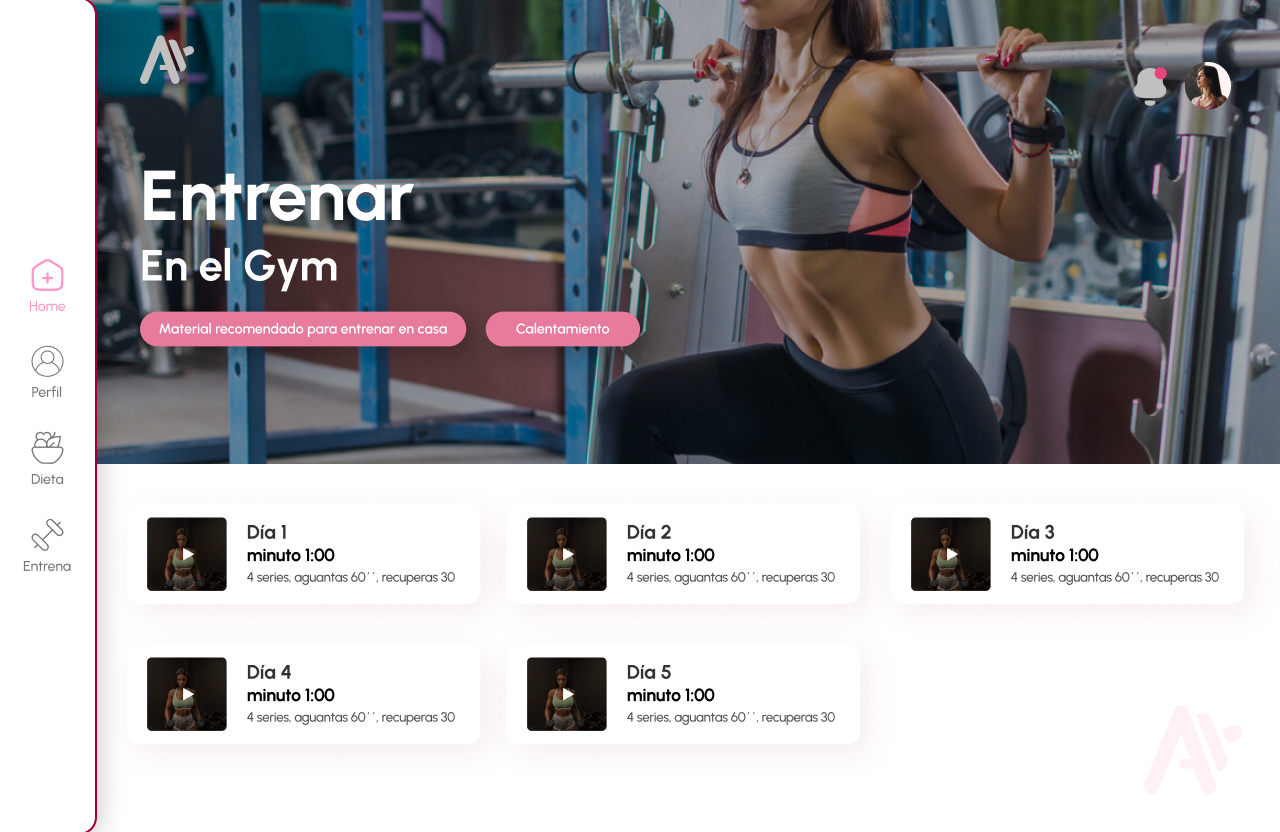 Entrenar
En el Gym
Material recomendado para entrenar en casa
Calentamiento
Home
Perfil
Dieta
Entrena
Día 1
minuto 1:00
4 series, aguantas 60´´, recuperas 30
Día 2
minuto 1:00
4 series, aguantas 60´´, recuperas 30
Día 3
minuto 1:00
4 series, aguantas 60´´, recuperas 30
Día 4
minuto 1:00
4 series, aguantas 60´´, recuperas 30
Día 5
minuto 1:00
4 series, aguantas 60´´, recuperas 30